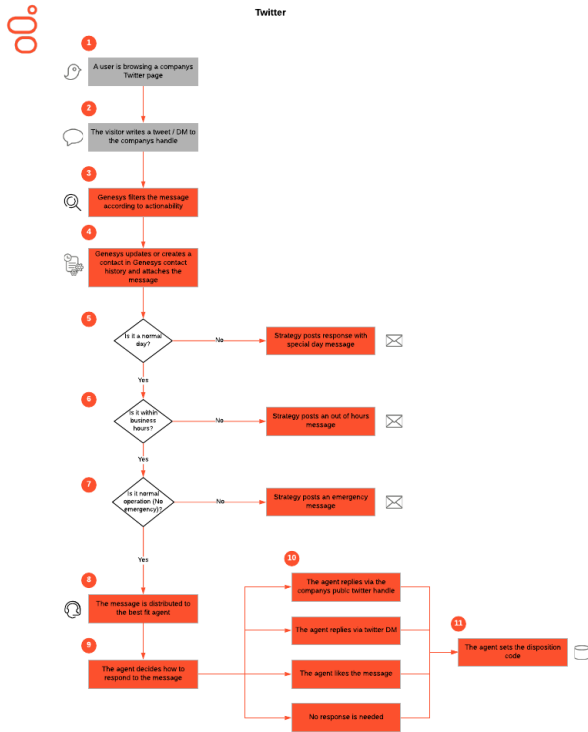 Twitter
1
A user is browsing a companys
Twitter page
2
The visitor writes a tweet / DM to
the companys handle
3
Genesys filters the message
according to actionability
4
Genesys updates or creates a
contact in Genesys contact
history and attaches the
message
5
Is it a normal
day?
No
Strategy posts response with
special day message
Yes
6
Is it within
business
hours?
No
Strategy posts an out of hours
message
Yes
7
Is it normal
operation (No
emergency)?
No
Strategy posts an emergency
message
Yes
8
The message is distributed to
the best fit agent
9
The agent decides how to
respond to the message
10
The agent replies via the
companys public twitter handle
The agent replies via twitter DM
The agent likes the message
No response is needed
11
The agent sets the disposition
code